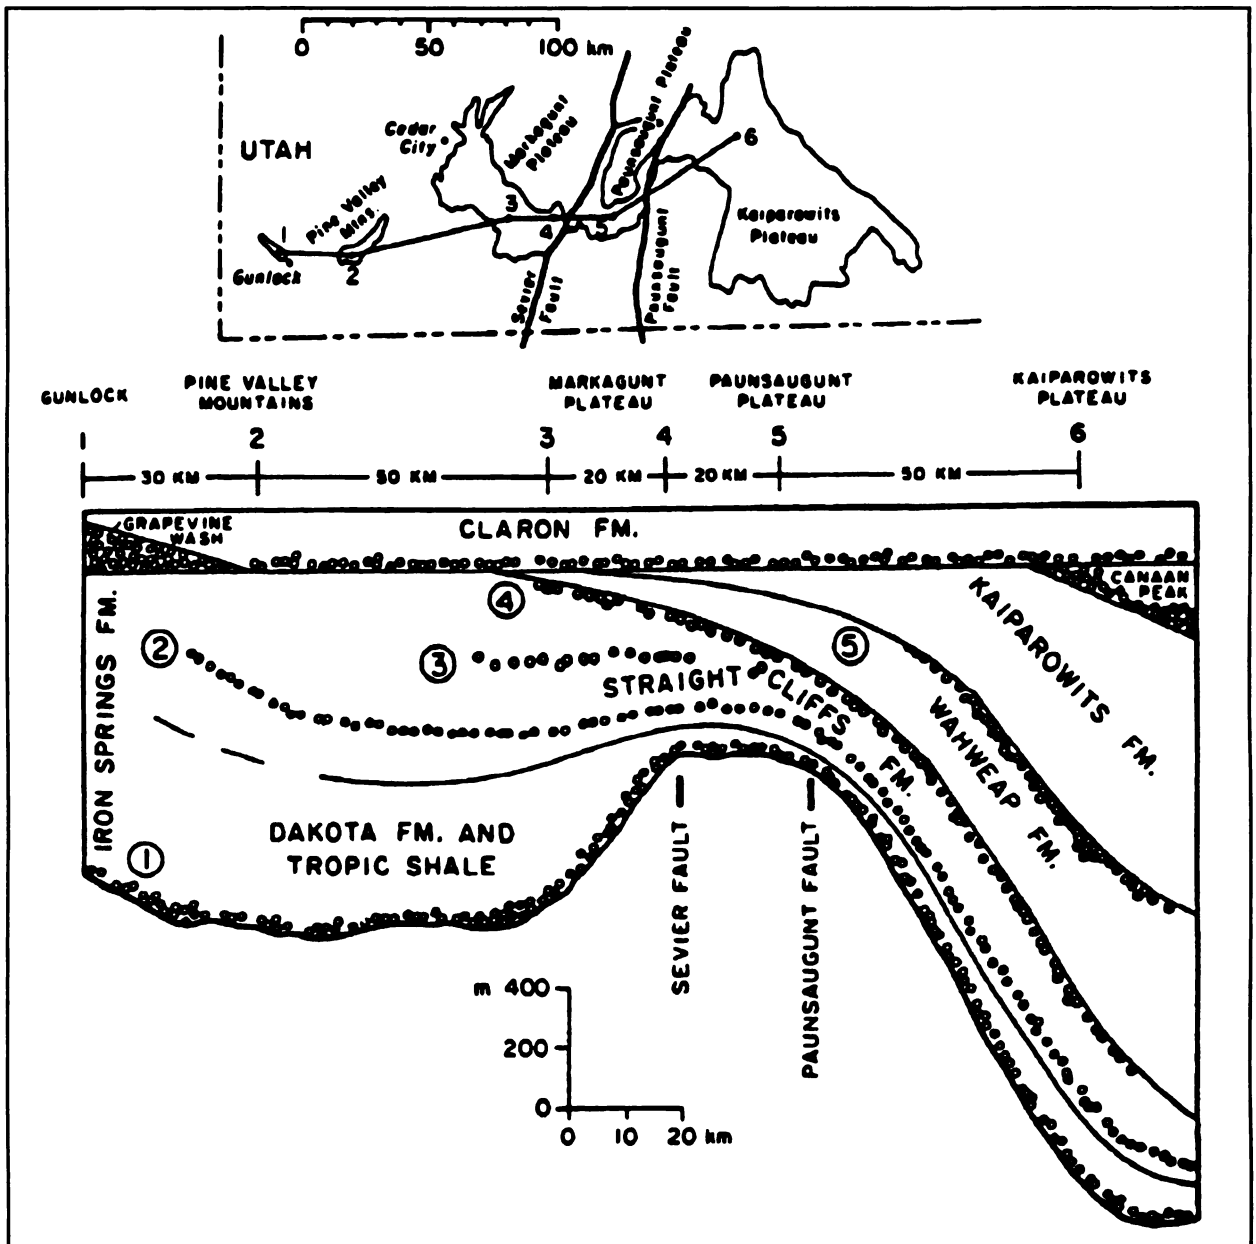 0 50 100 km
UTAH
Cedar
City
Markagunt
Plateau
Paunsaugunt Plateau
6
Pine Valley
Mtns.
1
Gunlock
2
3
4
5
Kaiparowits
Plateau
Sevier
Fault
Paunsaugunt
Fault
GUNLOCK
PINE VALLEY
MOUNTAINS
MARKAGUNT
PLATEAU
PAUNSAUGUNT
PLATEAU
KAIPAROWITS
PLATEAU
1 2 3 4 5 6
30 KM 50 KM 20 KM 20 KM 50 KM
GRAPEVINE
WASH
CLARON FM.
CANAAN
PEAK
IRON SPRINGS FM.
1
2
3
4
5
STRAIGHT CLIFFS FM.
WAHWEAP FM.
KAIPAROWITS FM.
DAKOTA FM. AND
TROPIC SHALE
SEVIER FAULT
PAUNSAUGUNT FAULT
m 400
200
0
0 10 20 km